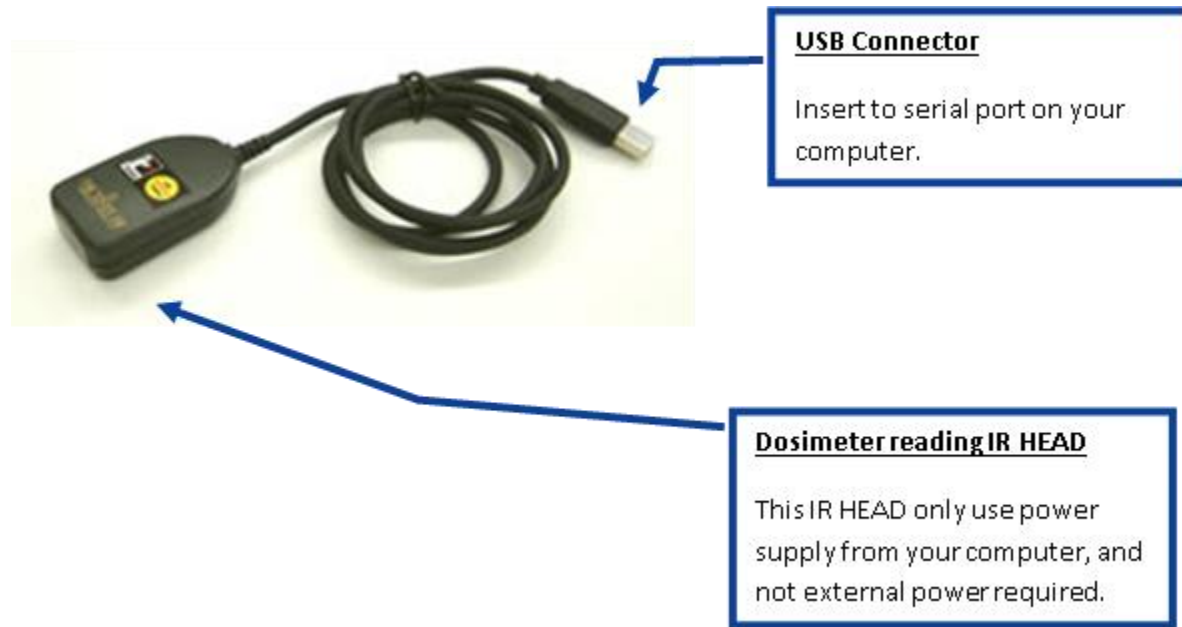 USB Connector
Insert to serial port on your
computer.
Dosimeter reading IR HEAD
This IR HEAD only use power
supply from your computer, and
not external power required.